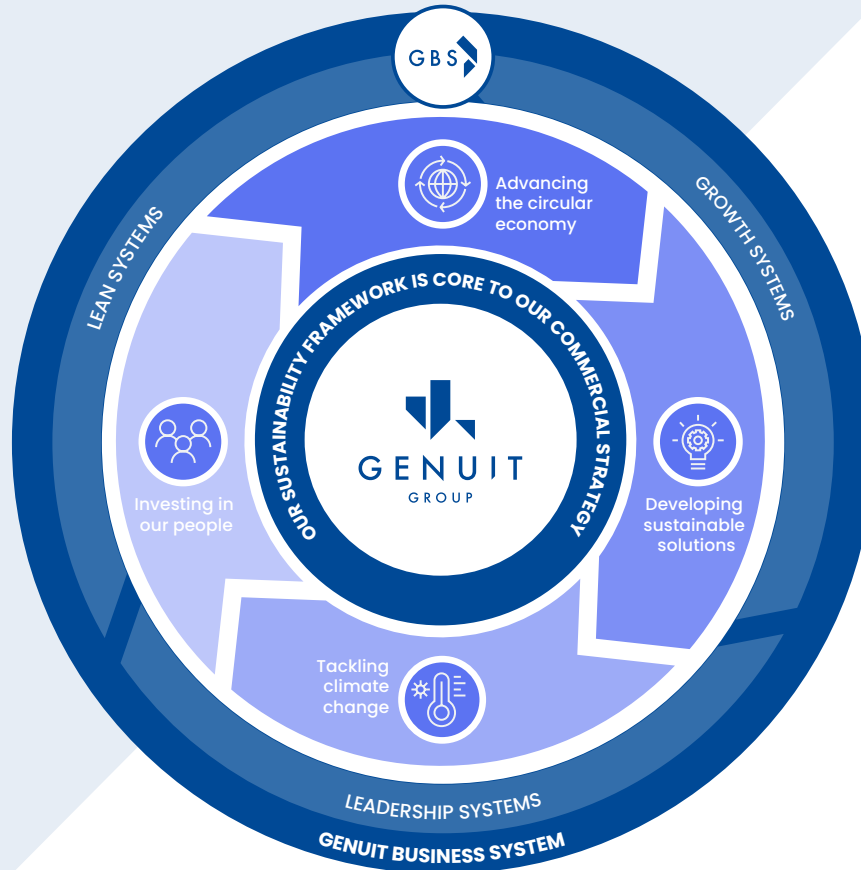 GBS
LEAN SYSTEMS
GROWTH SYSTEMS
Advancing
the circular
economy
OUR SUSTAINABILITY FRAMEWORK IS CORE TO OUR COMMERCIAL STRATEGY
GENUIT
GROUP
Investing in
our people
Developing
sustainable
solutions
Tackling
climate
change
LEADERSHIP SYSTEMS
GENUIT BUSINESS SYSTEM